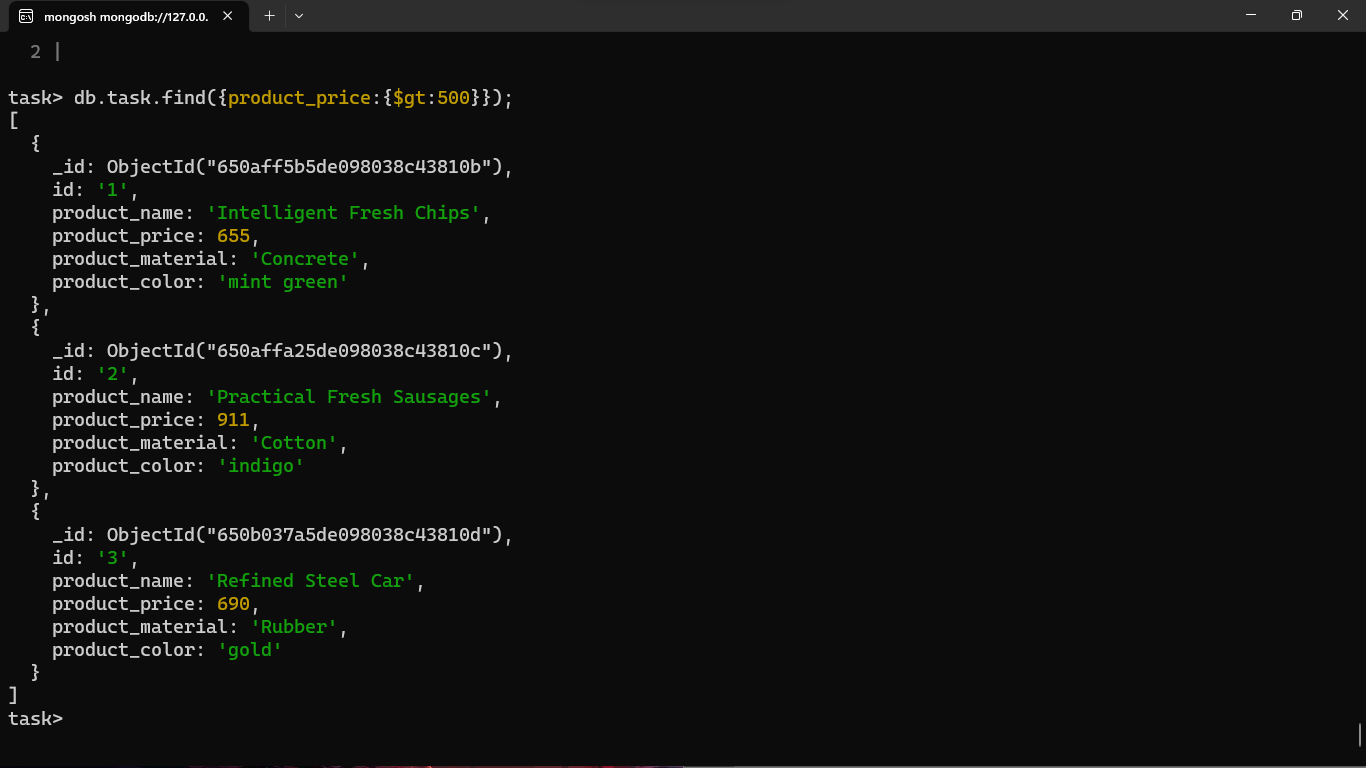 mongosh mongodb://127.0.0.
2 |
task> db.task.find({product_price:{$gt:500}});
[
  {
    _id: ObjectId("650aff5b5de098038c43810b"),
    id: '1',
    product_name: 'Intelligent Fresh Chips',
    product_price: 655,
    product_material: 'Concrete',
    product_color: 'mint green'
  },
  {
    _id: ObjectId("650affa25de098038c43810c"),
    id: '2',
    product_name: 'Practical Fresh Sausages',
    product_price: 911,
    product_material: 'Cotton',
    product_color: 'indigo'
  },
  {
    _id: ObjectId("650b037a5de098038c43810d"),
    id: '3',
    product_name: 'Refined Steel Car',
    product_price: 690,
    product_material: 'Rubber',
    product_color: 'gold'
  }
]
task>